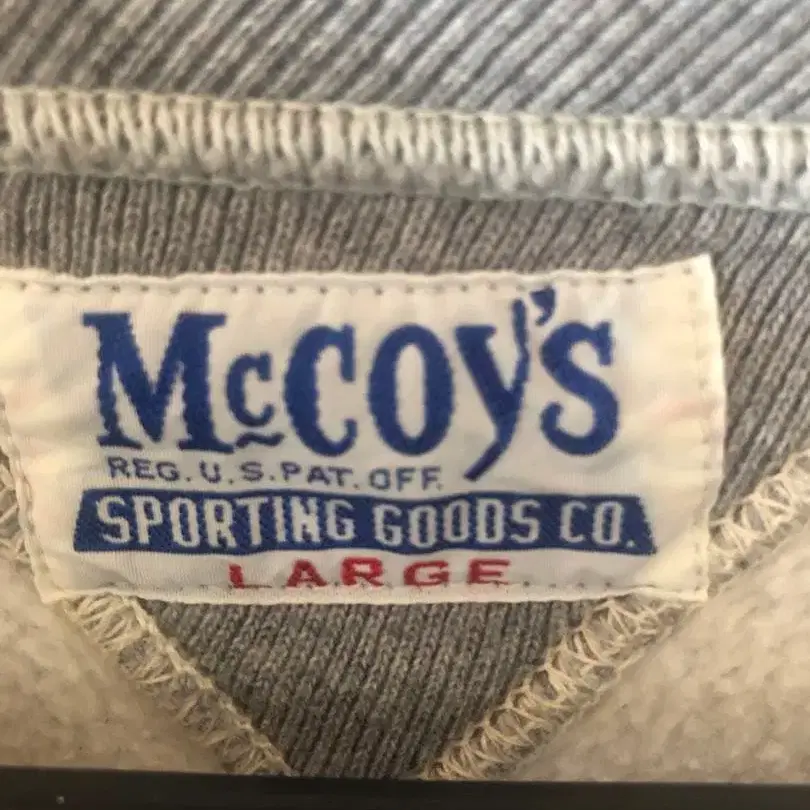 McCOY'S
REG. U.S. PAT. OFF.
SPORTING GOODS CO.
LARGE